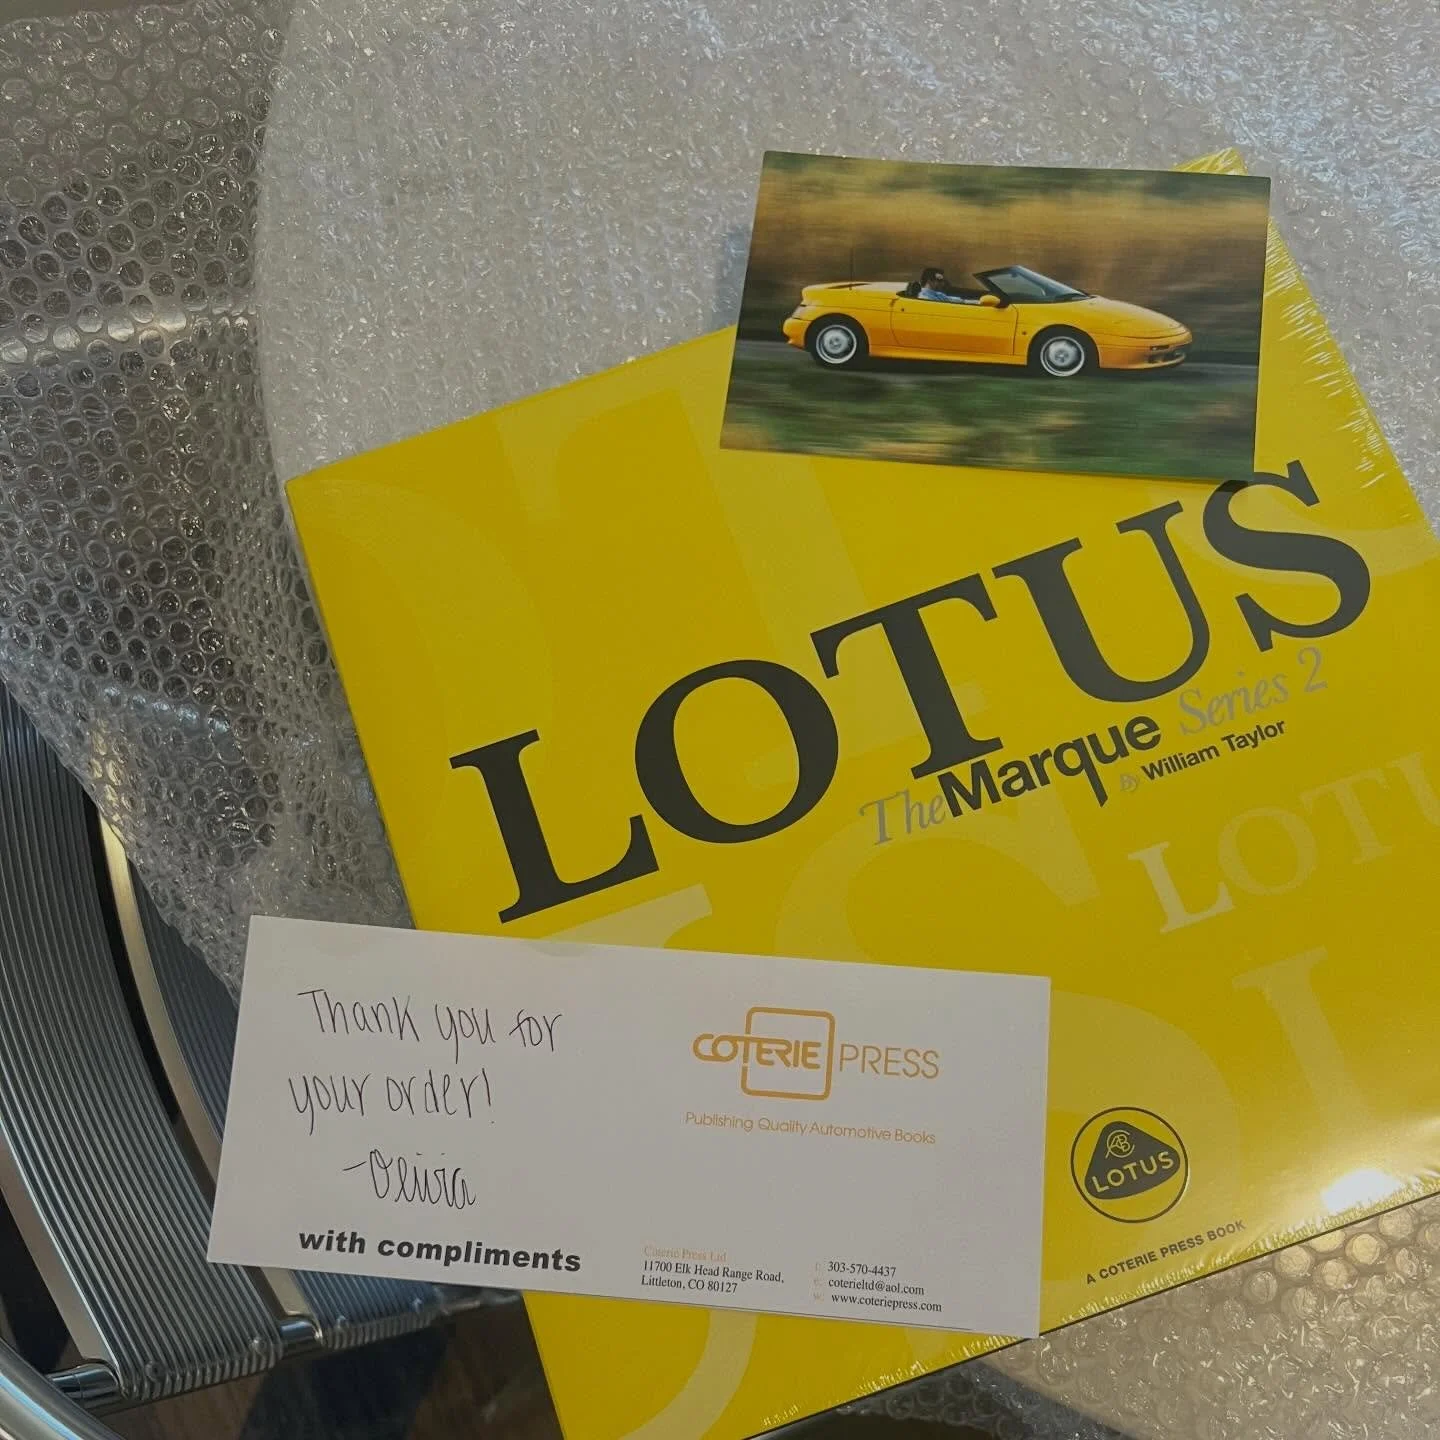 LOTUS
The Marque Series 2
By William Taylor
LOTU
Thank you for
your order!
-Olivia
with compliments
COTERIE PRESS
Publishing Quality Automotive Books
Coterie Press Ltd
11700 Elk Head Range Road,
Littleton, CO 80127
t: 303-570-4437
e: coterieltd@aol.com
w: www.coteriepress.com
LOTUS
A COTERIE PRESS BOOK